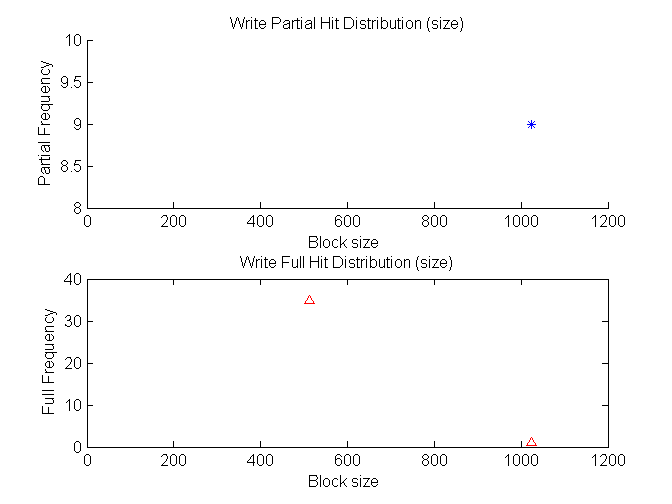 Write Partial Hit Distribution (size)
10
9.5
9
8.5
8
Partial Frequency
0 200 400 600 800 1000 1200
Block size
Write Full Hit Distribution (size)
40
30
20
10
0
Full Frequency
0 200 400 600 800 1000 1200
Block size